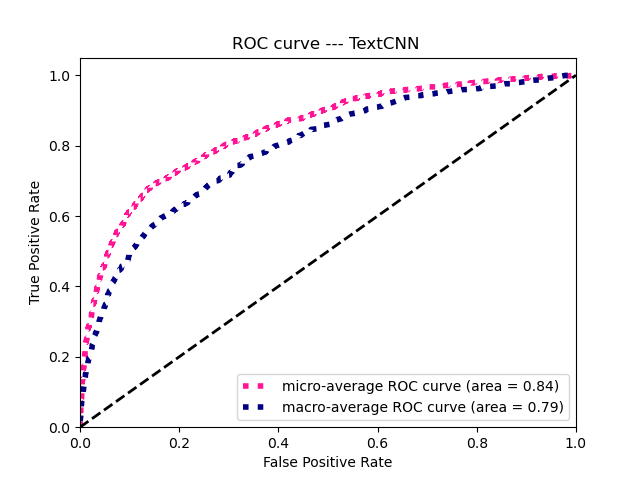 ROC curve --- TextCNN
True Positive Rate
1.0
0.8
0.6
0.4
0.2
0.0
0.0 0.2 0.4 0.6 0.8 1.0
False Positive Rate
micro-average ROC curve (area = 0.84)
macro-average ROC curve (area = 0.79)